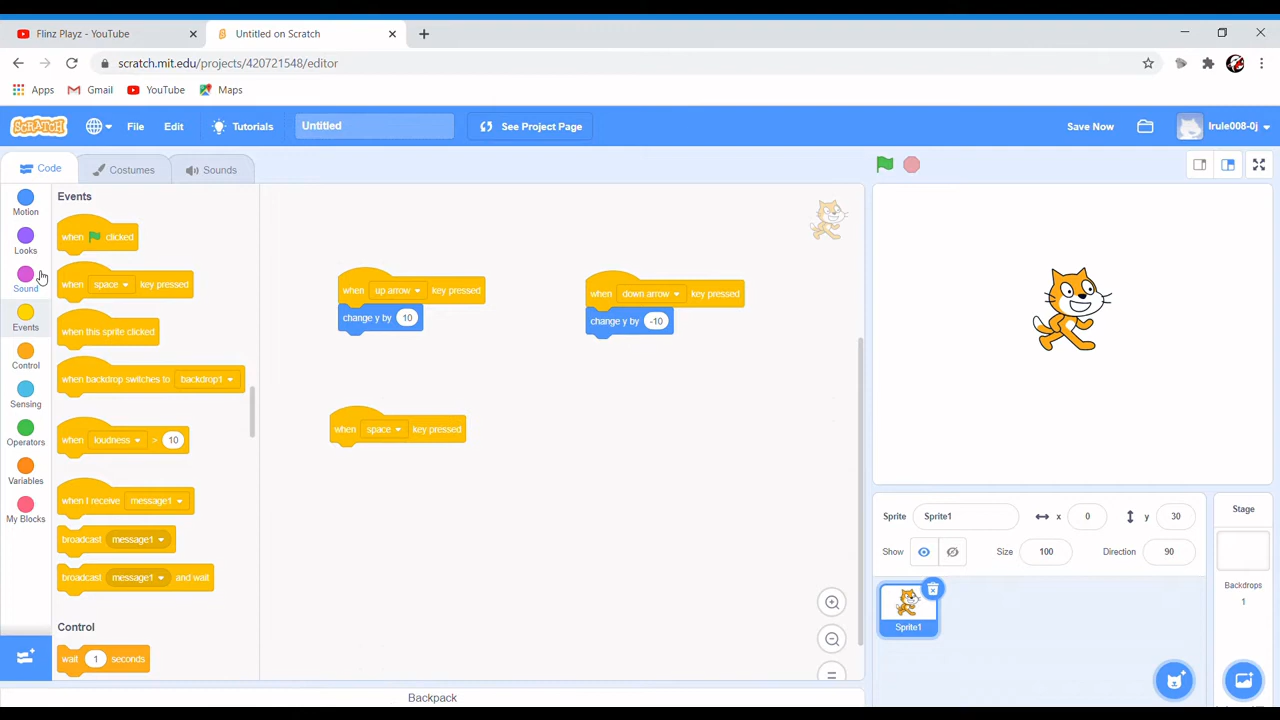 Flinz Playz - YouTube
Untitled on Scratch
scratch.mit.edu/projects/420721548/editor
Apps Gmail YouTube Maps
SCRATCH File Edit Tutorials Untitled See Project Page Save Now lrule008-0j
Code Costumes Sounds
Motion
Looks
Sound
Events
Control
Sensing
Operators
Variables
My Blocks
Events
when clicked
when space key pressed
when this sprite clicked
when backdrop switches to backdrop1
when loudness > 10
when I receive message1
broadcast message1
broadcast message1 and wait
Control
wait 1 seconds
when up arrow key pressed
change y by 10
when down arrow key pressed
change y by -10
when space key pressed
Sprite Sprite1 x 0 y 30
Show Size 100 Direction 90
Sprite1
Stage
Backdrops
1
Backpack